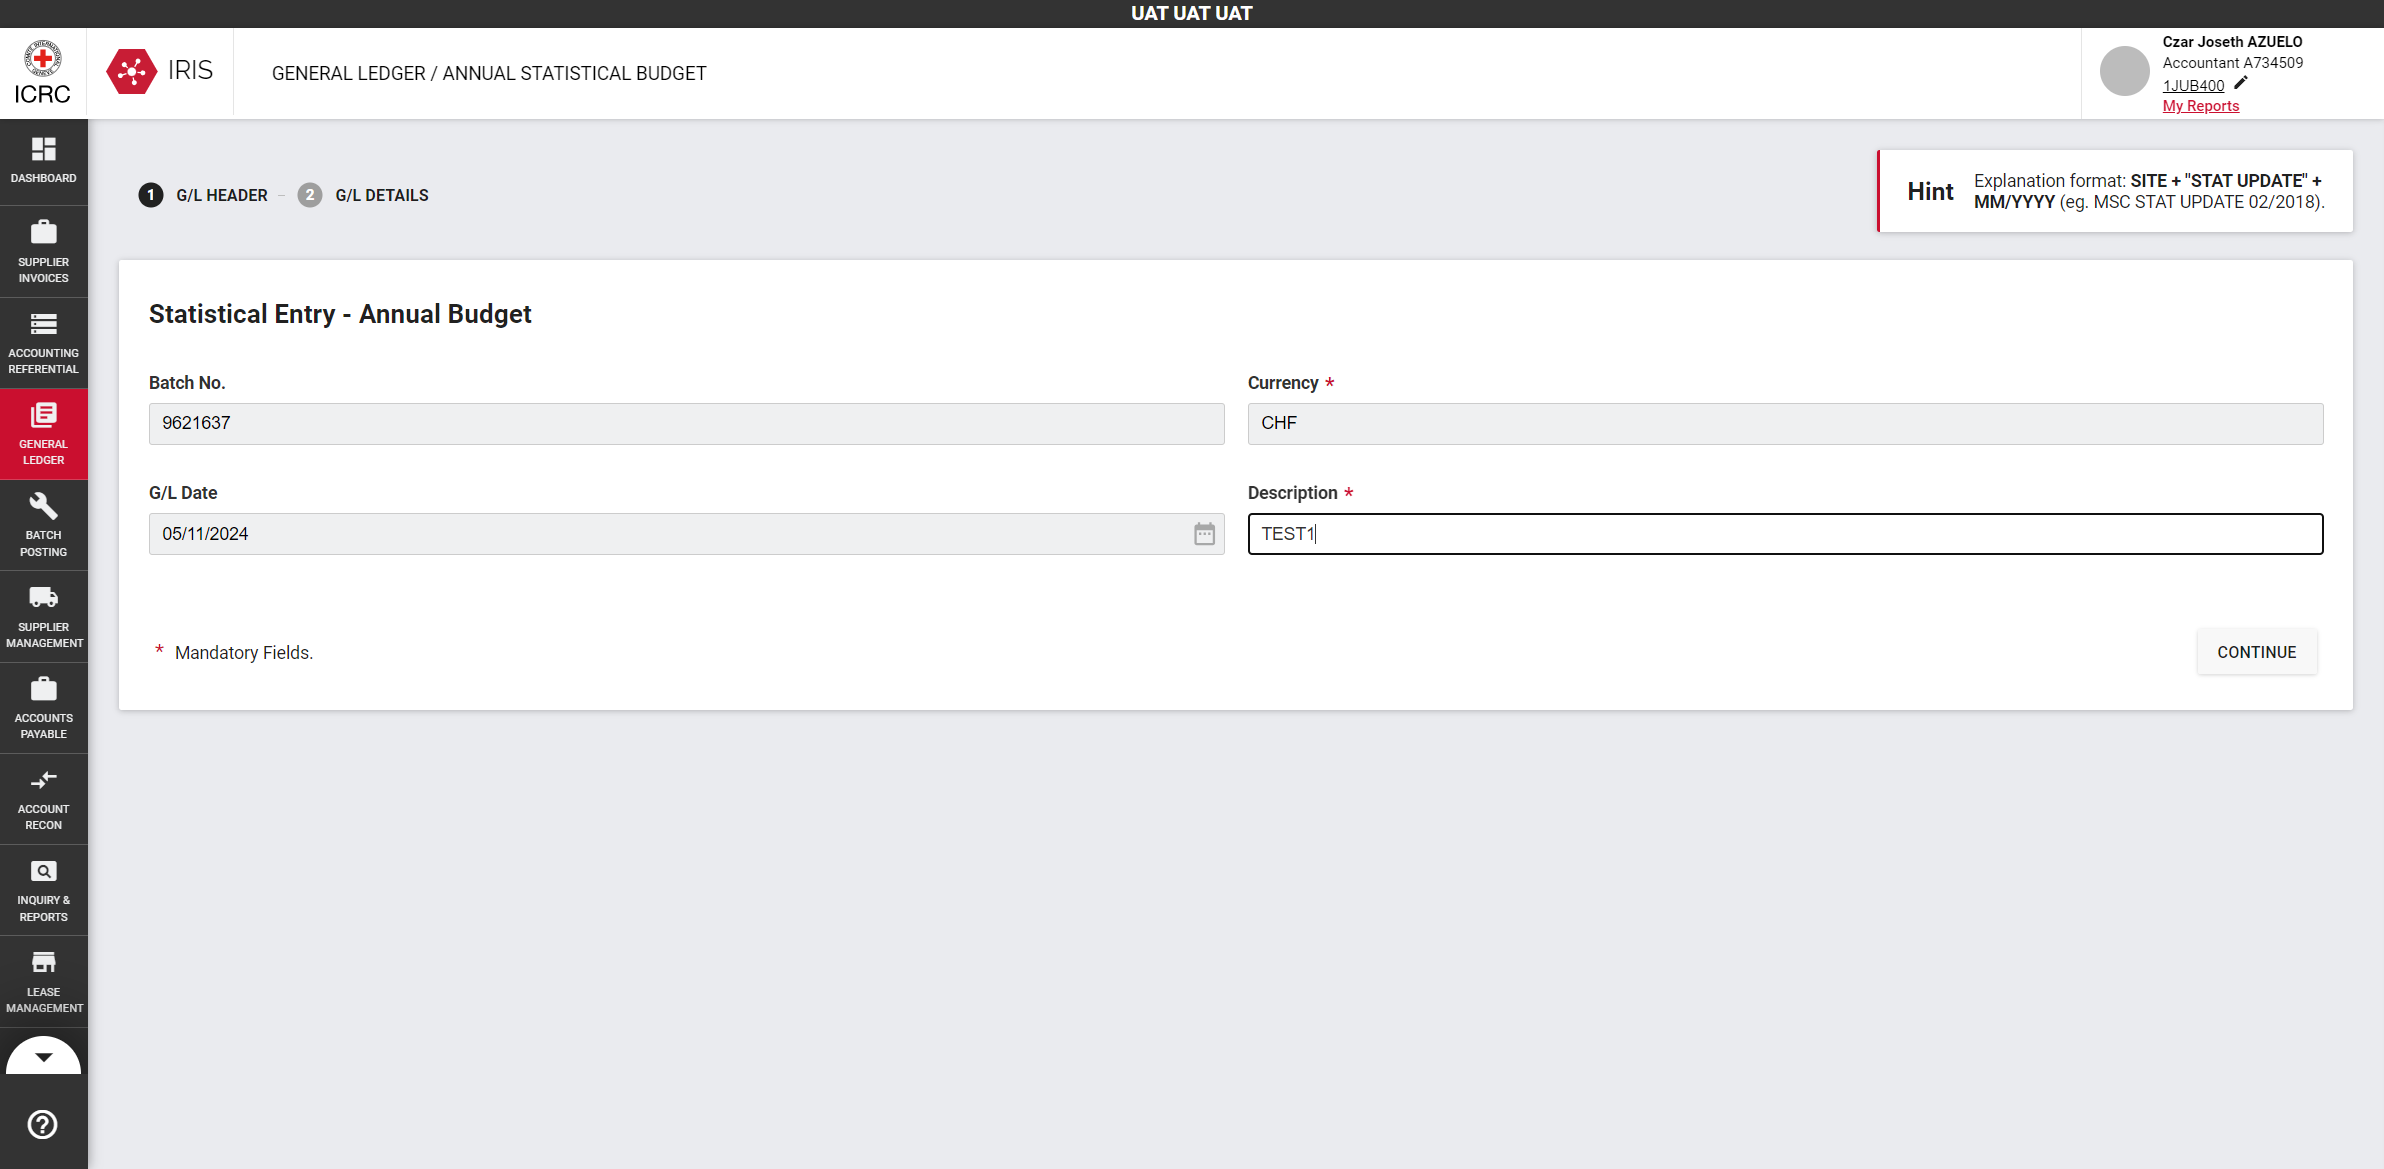 UAT UAT UAT
ICRC
IRIS
GENERAL LEDGER / ANNUAL STATISTICAL BUDGET
Czar Joseth AZUELO
Accountant A734509
1JUB400
My Reports
DASHBOARD
SUPPLIER
INVOICES
ACCOUNTING
REFERENTIAL
GENERAL
LEDGER
BATCH
POSTING
SUPPLIER
MANAGEMENT
ACCOUNTS
PAYABLE
ACCOUNT
RECON
INQUIRY &
REPORTS
LEASE
MANAGEMENT
1 G/L HEADER – 2 G/L DETAILS
Hint
Explanation format: SITE + "STAT UPDATE" +
MM/YYYY (eg. MSC STAT UPDATE 02/2018).
Statistical Entry - Annual Budget
Batch No.
9621637
Currency *
CHF
G/L Date
05/11/2024
Description *
TEST1
* Mandatory Fields.
CONTINUE